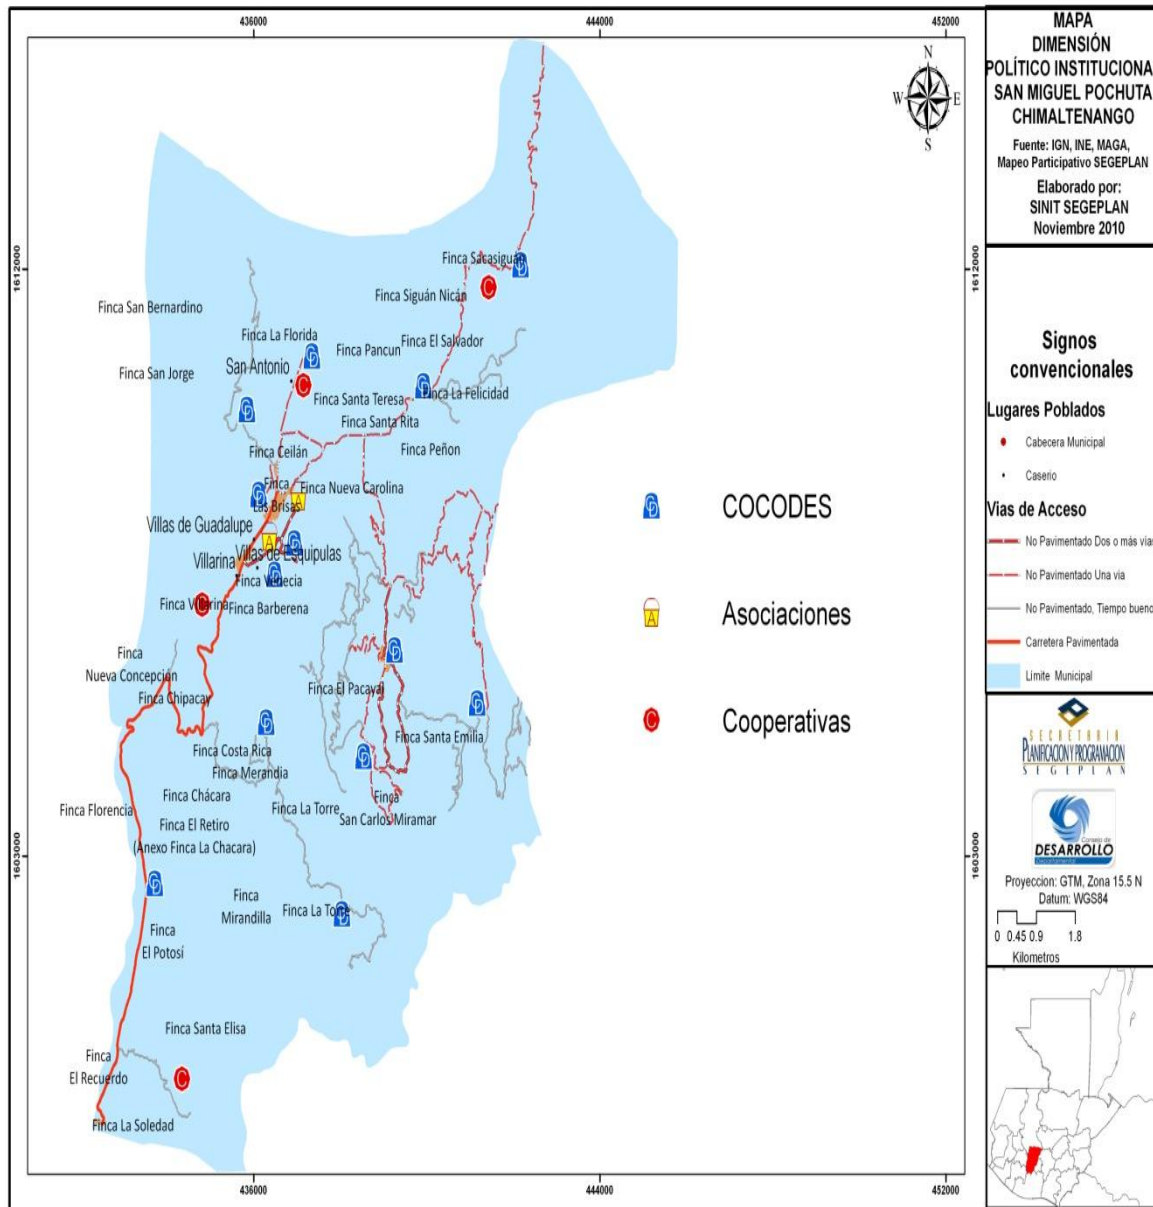 436000
444000
452000
1612000
1603000
N
W E
S
Finca Sacasiguán
Finca Siguán Nicán
Finca San Bernardino
Finca La Florida
Finca Pancun
Finca El Salvador
San Antonio
Finca San Jorge
Finca Santa Teresa
Finca La Felicidad
Finca Santa Rita
Finca Peñon
Finca Ceilán
Finca
Las Brisas
Finca Nueva Carolina
Villas de Guadalupe
Villas de Esquipulas
Villarina
Finca Venecia
Finca Villarina
Finca Barberena
Finca
Nueva Concepción
Finca Chipacay
Finca El Pacayal
Finca Santa Emilia
Finca Costa Rica
Finca Merandia
Finca Chácara
Finca La Torre
Finca
San Carlos Miramar
Finca Florencia
Finca El Retiro
(Anexo Finca La Chacara)
Finca
Mirandilla
Finca La Torre
Finca
El Potosí
Finca Santa Elisa
Finca
El Recuerdo
Finca La Soledad
COCODES
A Asociaciones
C Cooperativas
436000
444000
452000
1612000
1603000
MAPA
DIMENSIÓN
POLÍTICO INSTITUCIONA
SAN MIGUEL POCHUTA
CHIMALTENANGO
Fuente: IGN, INE, MAGA,
Mapeo Participativo SEGEPLAN
Elaborado por:
SINIT SEGEPLAN
Noviembre 2010
Signos
convencionales
Lugares Poblados
Cabecera Municipal
Caserio
Vias de Acceso
No Pavimentado Dos o más vias
No Pavimentado Una via
No Pavimentado, Tiempo bueno
Carretera Pavimentada
Limite Municipal
SECRETARIA
PLANIFICACION Y PROGRAMACION
SEGEPLAN
Consejo de
DESARROLLO
Departamental
Proyeccion: GTM, Zona 15.5 N
Datum: WGS84
0 0.45 0.9 1.8
Kilometros